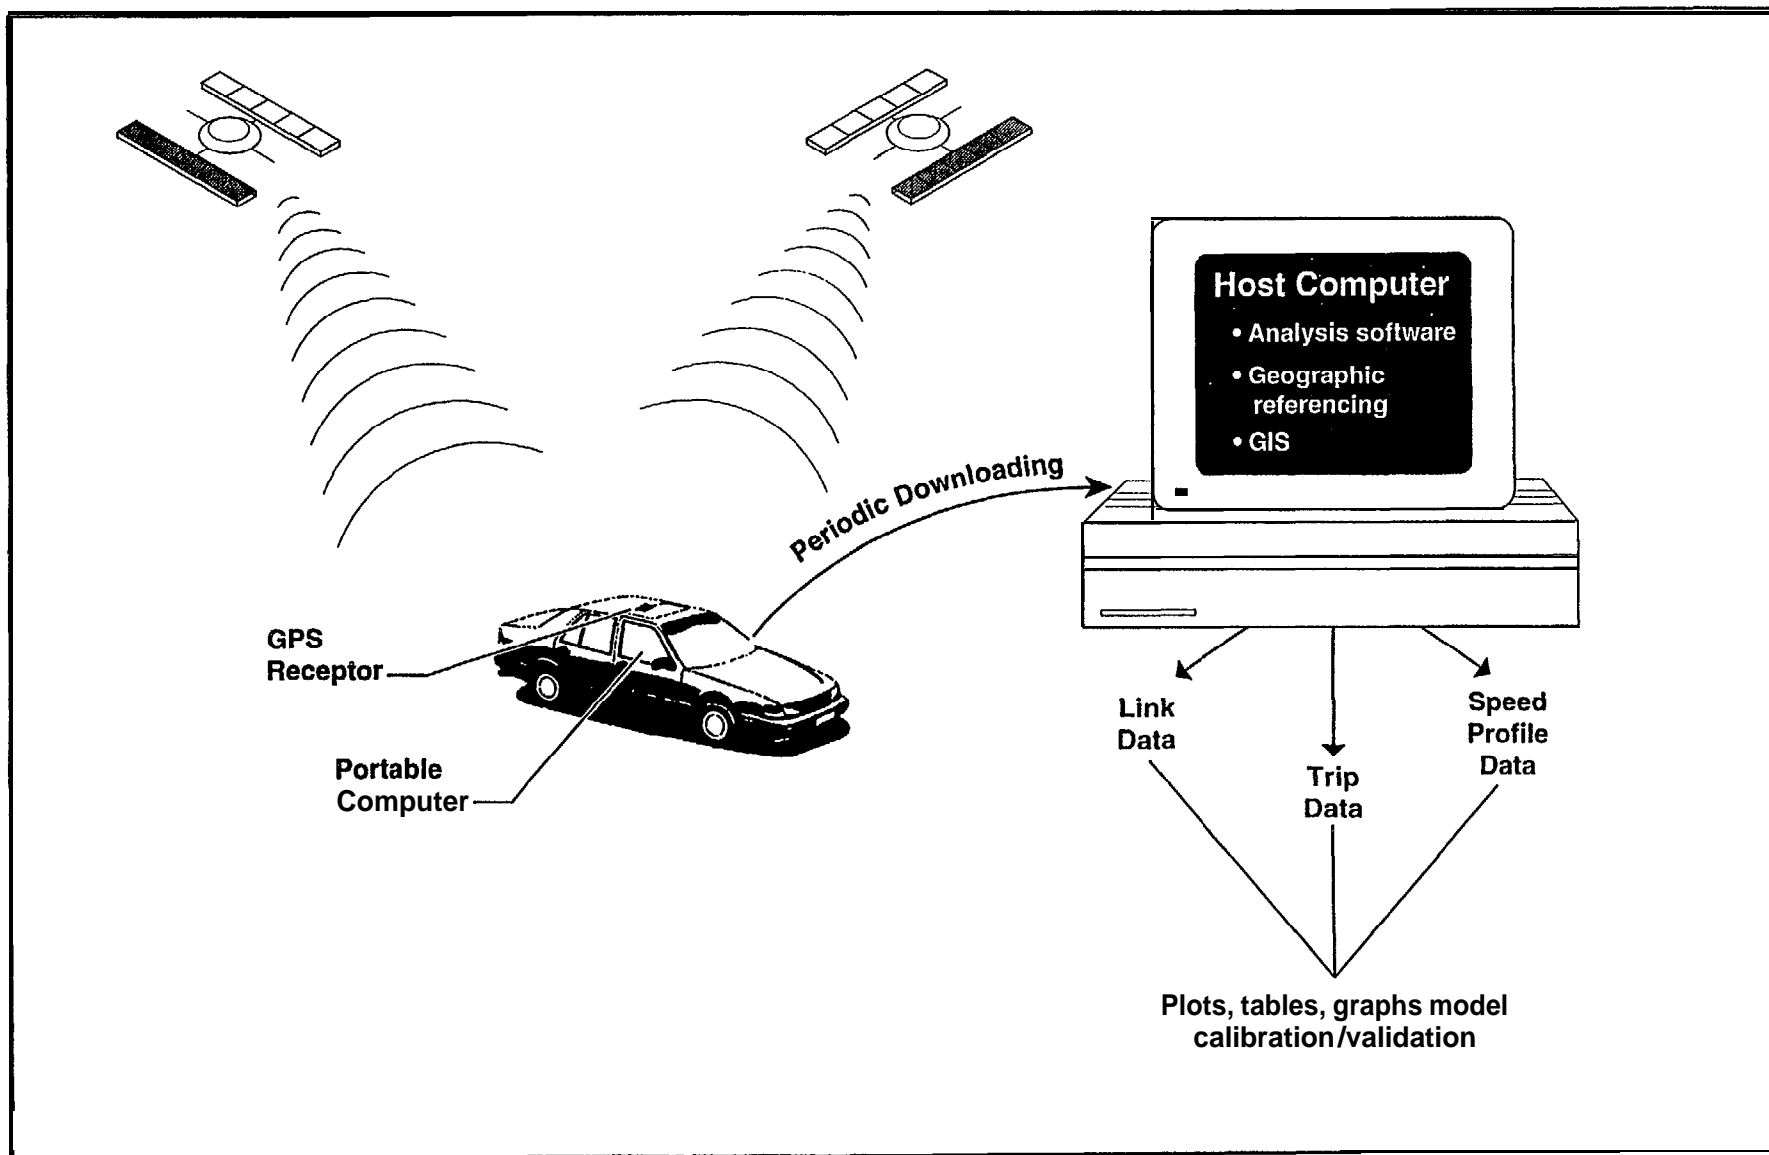 Host Computer
• Analysis software
• Geographic
referencing
• GIS
Periodic Downloading
GPS
Receptor
Portable
Computer
Link
Data
Trip
Data
Speed
Profile
Data
Plots, tables, graphs model
calibration/validation